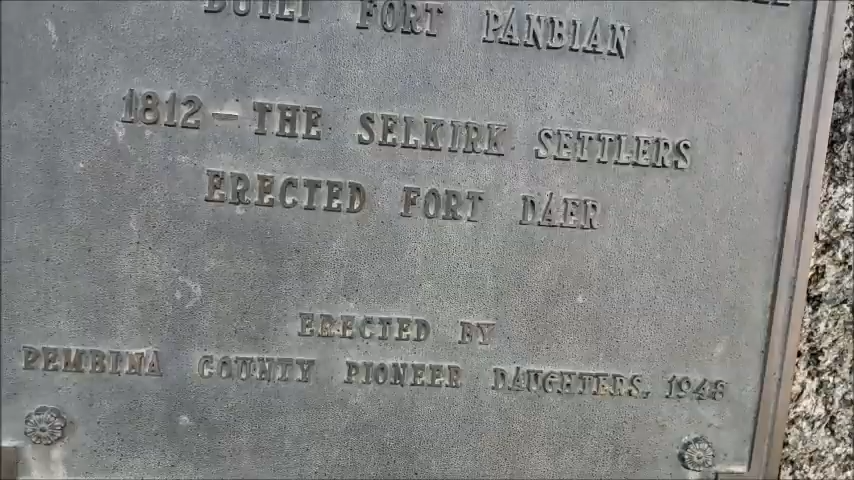 BUILT FORT PANBIAN
1812 – THE SELKIRK SETTLERS
ERECTED FORT DAER
ERECTED BY
PEMBINA COUNTY PIONEER DAUGHTERS, 1948